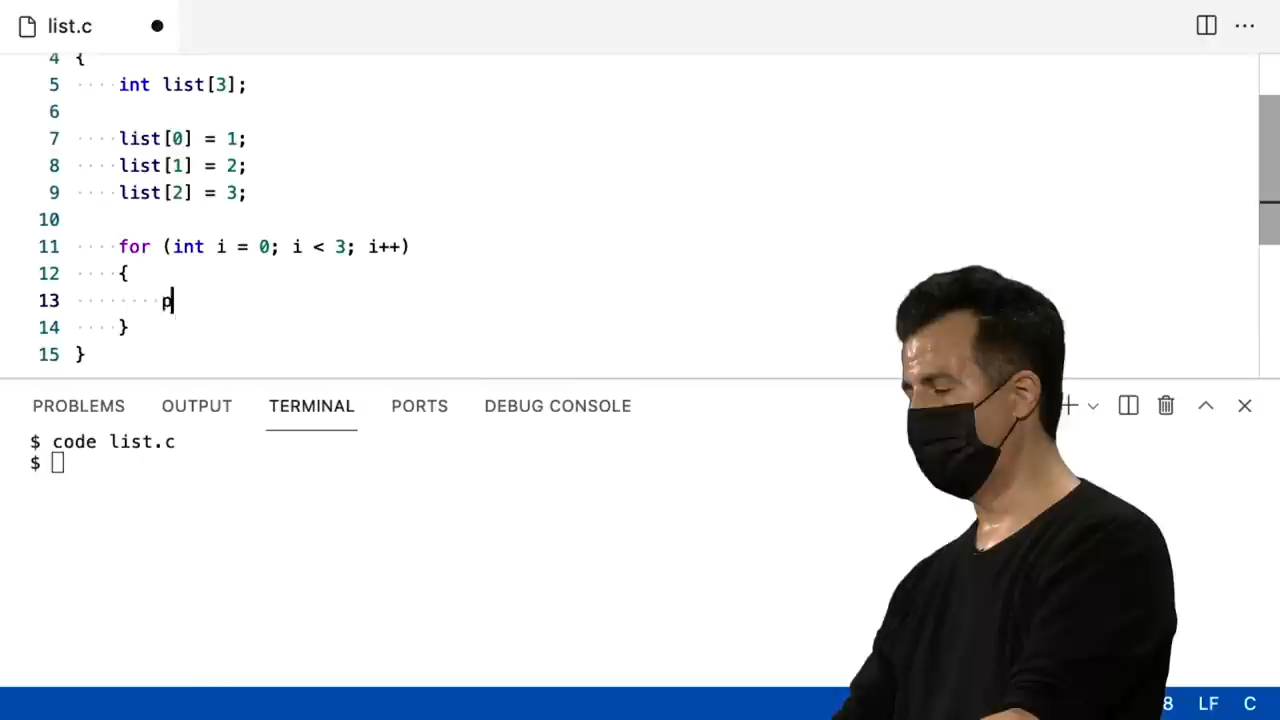 list.c
4 {
5 int list[3];
6
7 list[0] = 1;
8 list[1] = 2;
9 list[2] = 3;
10
11 for (int i = 0; i < 3; i++)
12 {
13 p
14 }
15 }
PROBLEMS OUTPUT TERMINAL PORTS DEBUG CONSOLE
$ code list.c
$
8 LF C